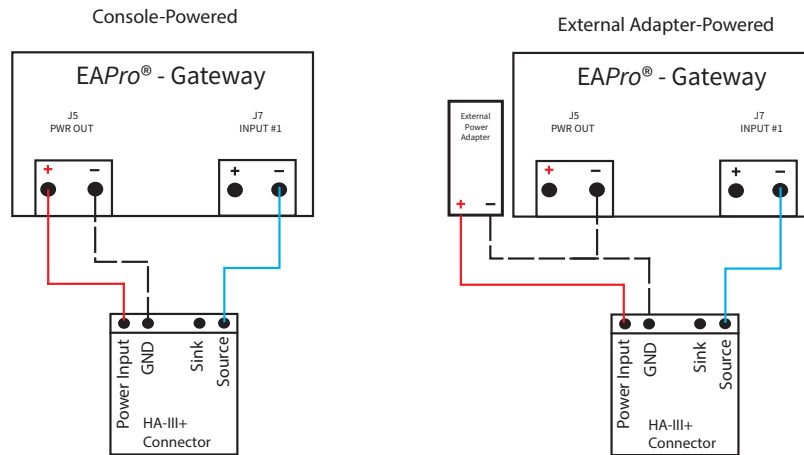 Console-Powered
EAPro® - Gateway
J5
PWR OUT
J7
INPUT #1
+ −
+ −
Power Input
GND
Sink
Source
HA-III+
Connector
External Adapter-Powered
EAPro® - Gateway
External
Power
Adapter
J5
PWR OUT
J7
INPUT #1
+ −
+ −
+ −
Power Input
GND
Sink
Source
HA-III+
Connector